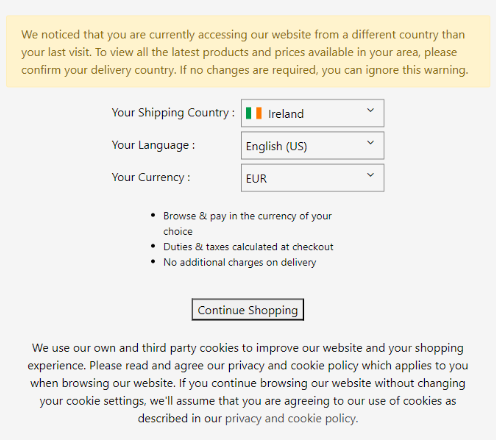 We noticed that you are currently accessing our website from a different country than
your last visit. To view all the latest products and prices available in your area, please
confirm your delivery country. If no changes are required, you can ignore this warning.
Your Shipping Country : Ireland
Your Language : English (US)
Your Currency : EUR
• Browse & pay in the currency of your
choice
• Duties & taxes calculated at checkout
• No additional charges on delivery
Continue Shopping
We use our own and third party cookies to improve our website and your shopping
experience. Please read and agree our privacy and cookie policy which applies to you
when browsing our website. If you continue browsing our website without changing
your cookie settings, we'll assume that you are agreeing to our use of cookies as
described in our privacy and cookie policy.